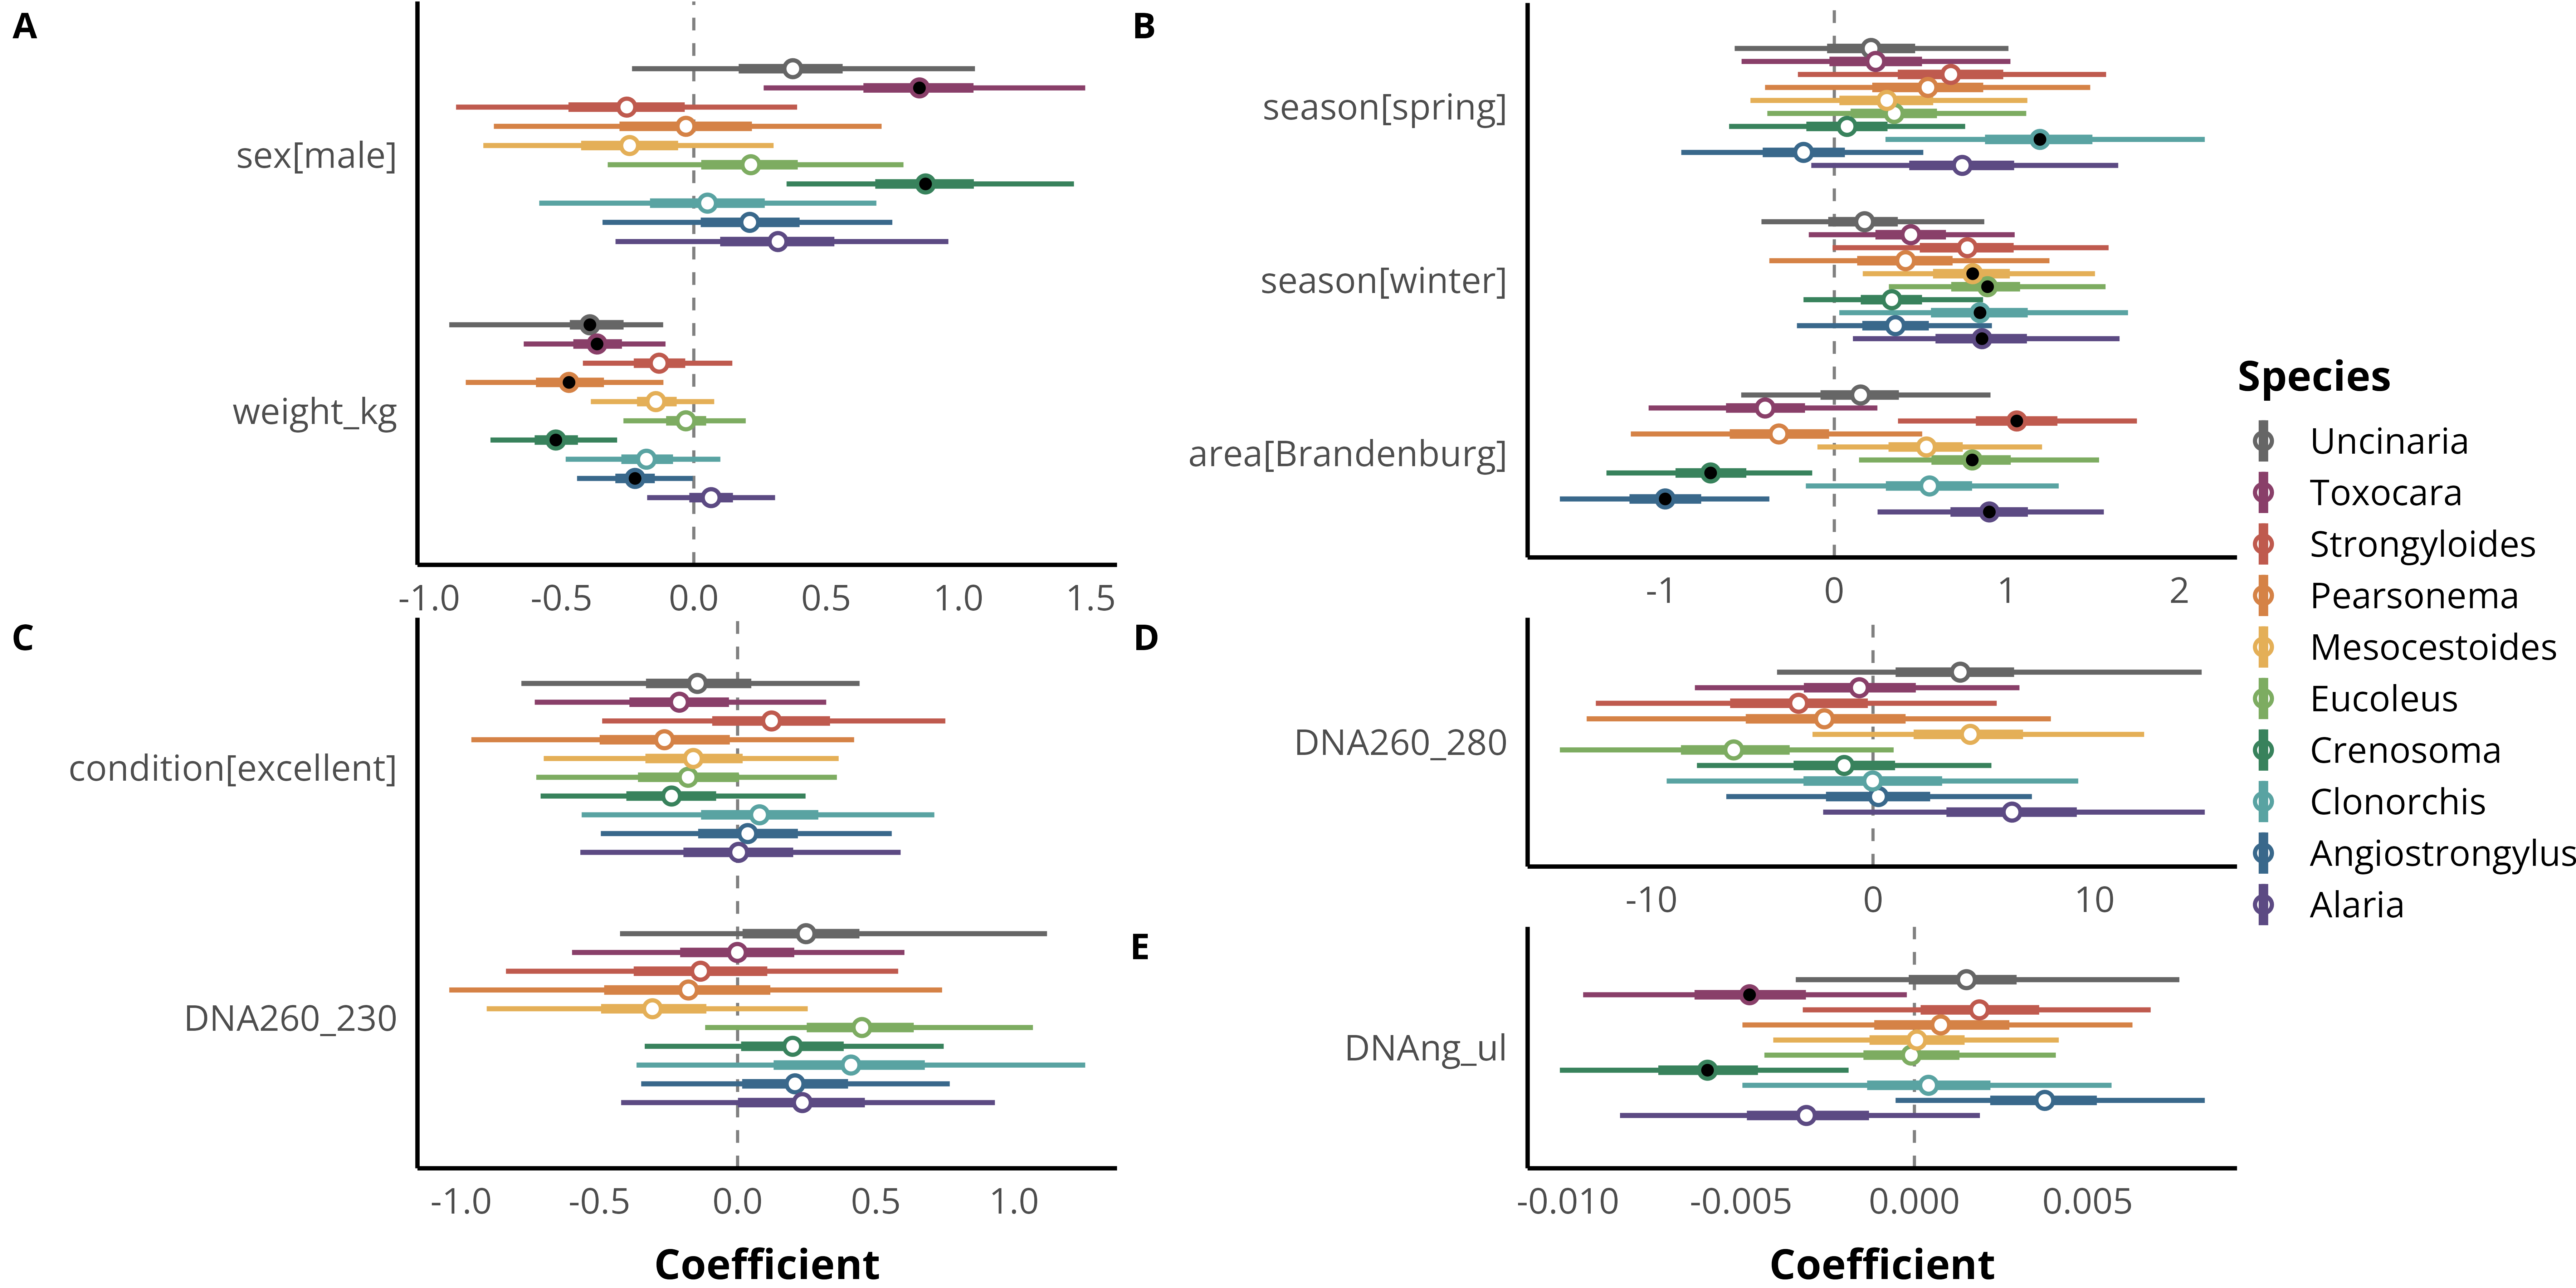 A
sex[male]
weight_kg
-1.0 -0.5 0.0 0.5 1.0 1.5
B
season[spring]
season[winter]
area[Brandenburg]
-1 0 1 2
C
condition[excellent]
DNA260_230
-1.0 -0.5 0.0 0.5 1.0
Coefficient
D
DNA260_280
-10 0 10
E
DNAng_ul
-0.010 -0.005 0.000 0.005
Coefficient
Species
Uncinaria
Toxocara
Strongyloides
Pearsonema
Mesocestoides
Eucoleus
Crenosoma
Clonorchis
Angiostrongylus
Alaria